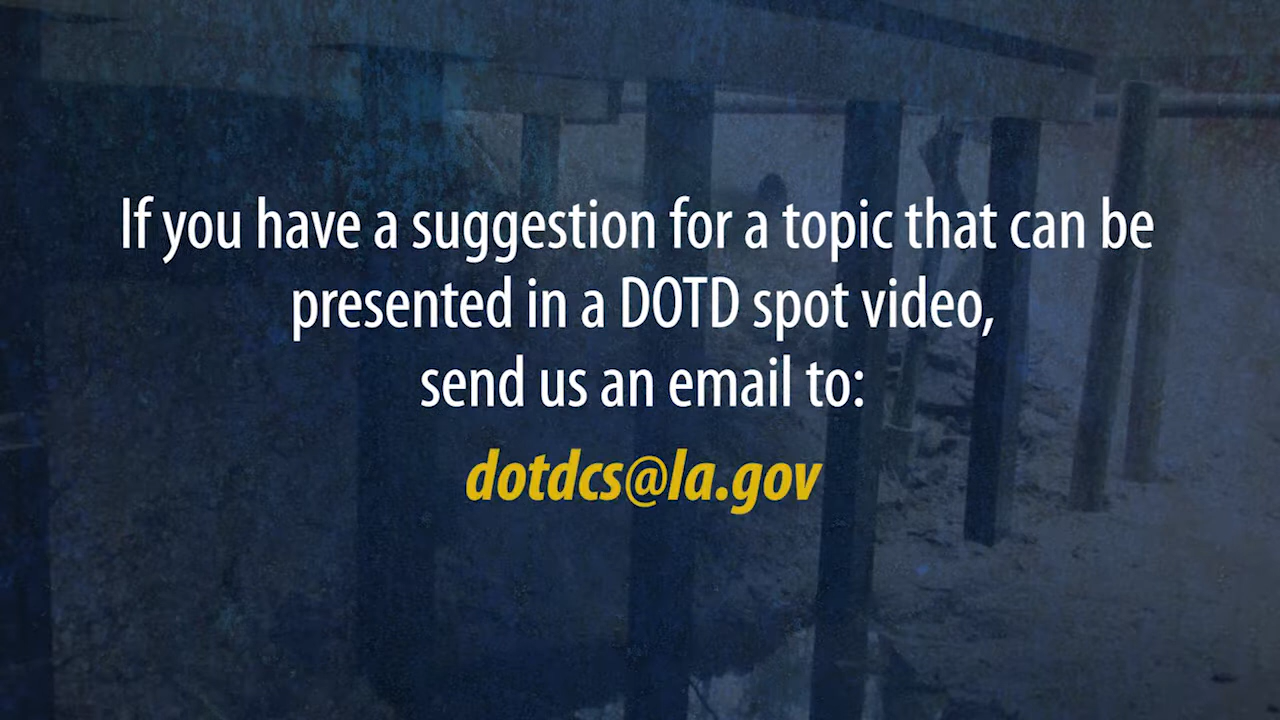 If you have a suggestion for a topic that can be
presented in a DOTD spot video,
send us an email to:
dotdcs@la.gov